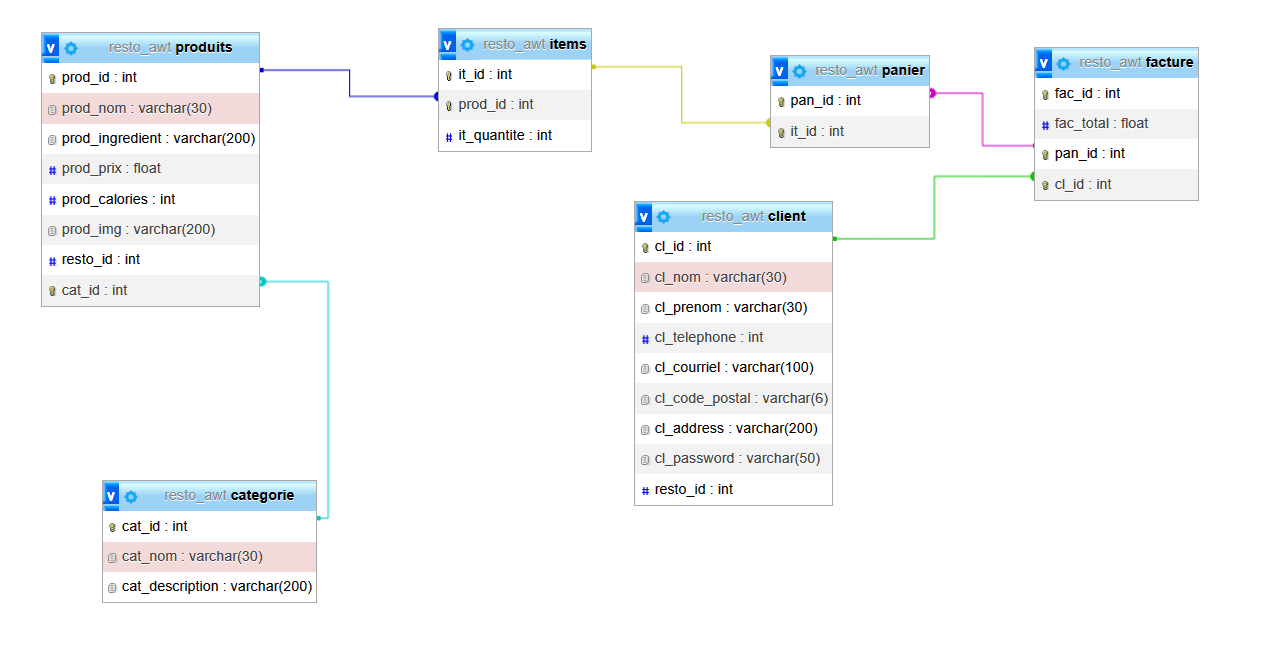 v resto_awt produits
prod_id : int
prod_nom : varchar(30)
prod_ingredient : varchar(200)
# prod_prix : float
# prod_calories : int
prod_img : varchar(200)
# resto_id : int
cat_id : int
v resto_awt items
it_id : int
prod_id : int
# it_quantite : int
v resto_awt panier
pan_id : int
it_id : int
v resto_awt facture
fac_id : int
# fac_total : float
pan_id : int
cl_id : int
v resto_awt client
cl_id : int
cl_nom : varchar(30)
cl_prenom : varchar(30)
# cl_telephone : int
cl_courriel : varchar(100)
cl_code_postal : varchar(6)
cl_address : varchar(200)
cl_password : varchar(50)
# resto_id : int
v resto_awt categorie
cat_id : int
cat_nom : varchar(30)
cat_description : varchar(200)